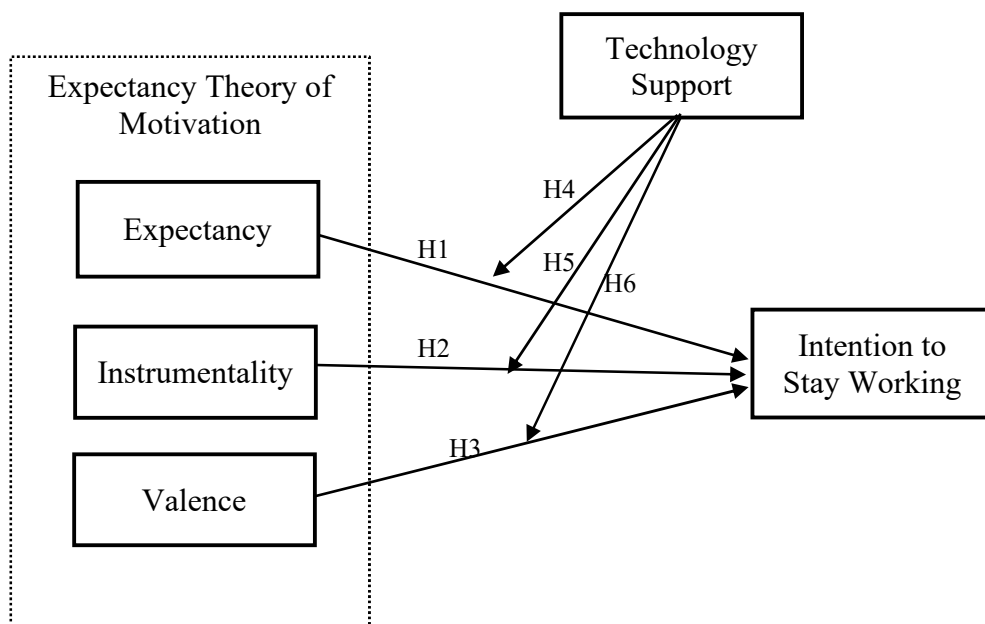 Technology
Support
Expectancy Theory of
Motivation
H4
Expectancy
H1
H5
H6
H2
Intention to
Stay Working
Instrumentality
H3
Valence